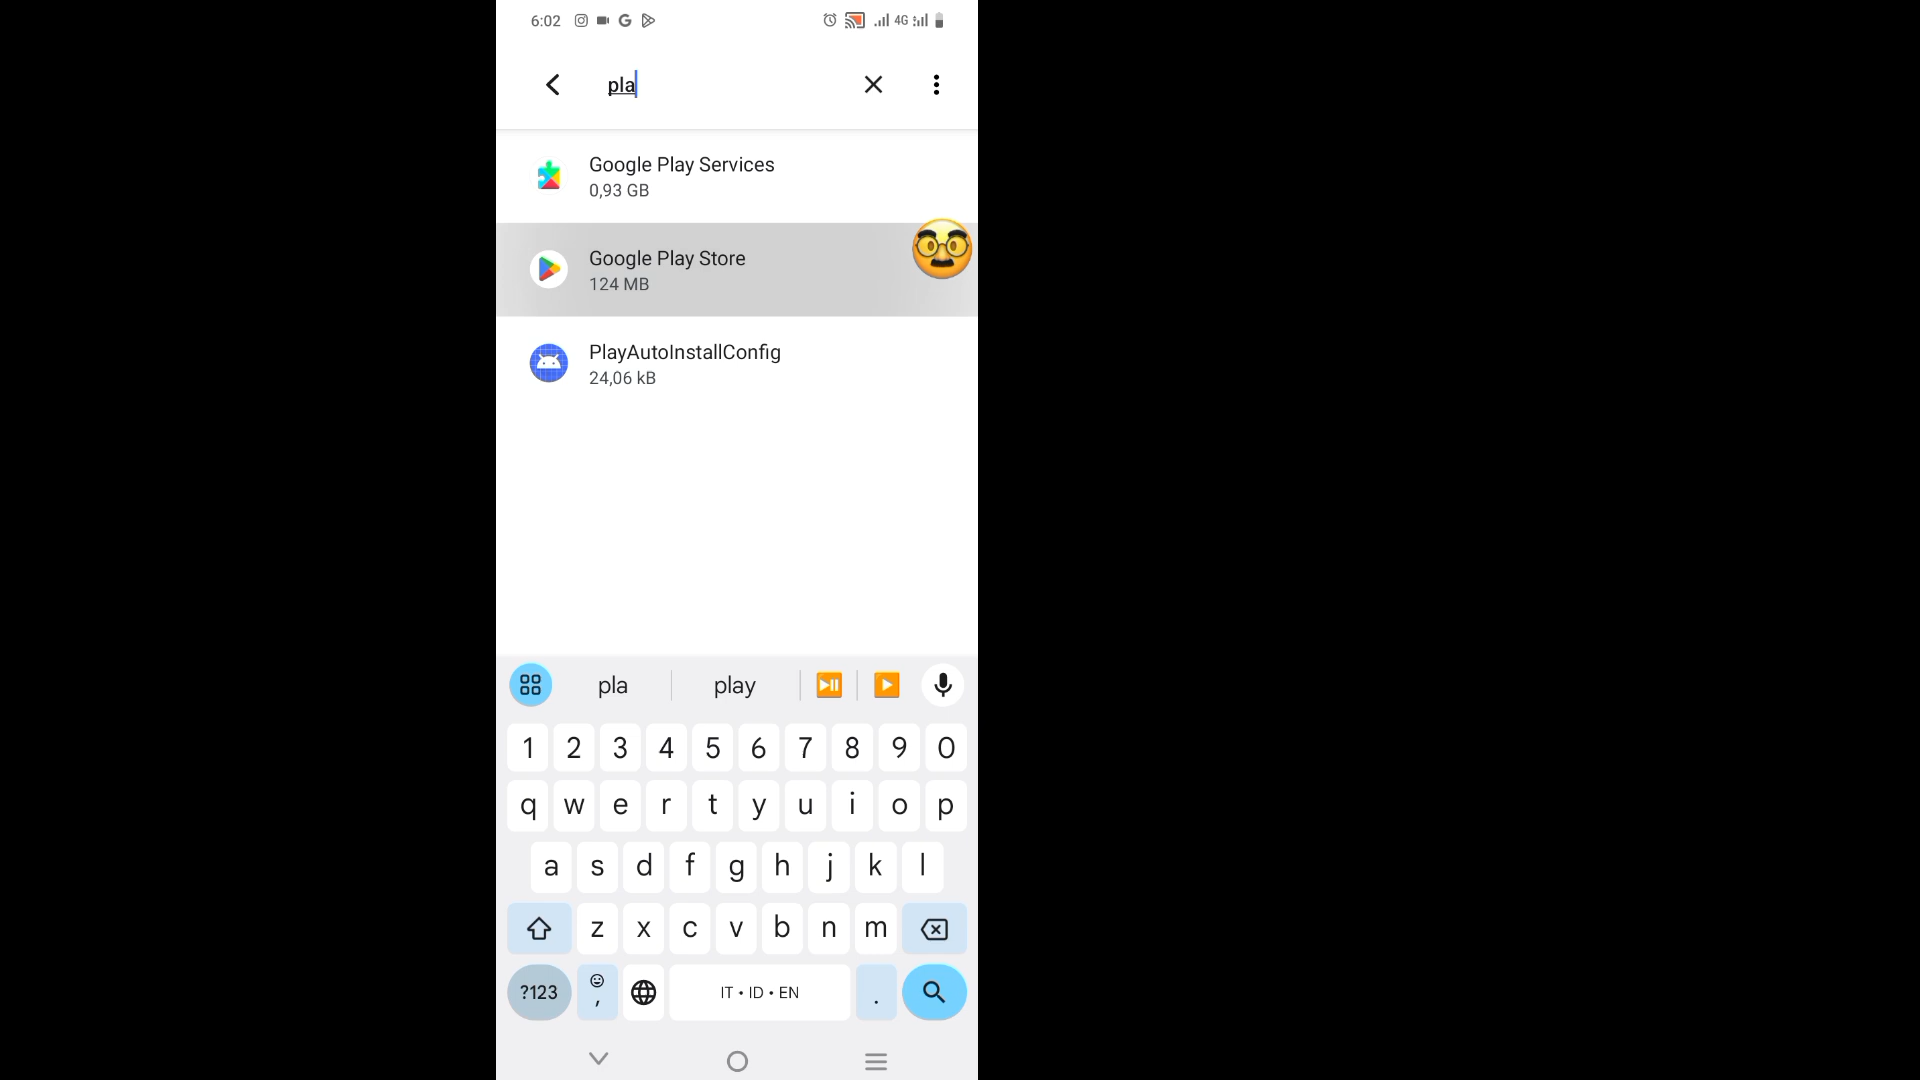 6:02
4G
pla
Google Play Services
0,93 GB
Google Play Store
124 MB
PlayAutoInstallConfig
24,06 kB
pla play
1 2 3 4 5 6 7 8 9 0
q w e r t y u i o p
a s d f g h j k l
z x c v b n m
?123 , IT • ID • EN .